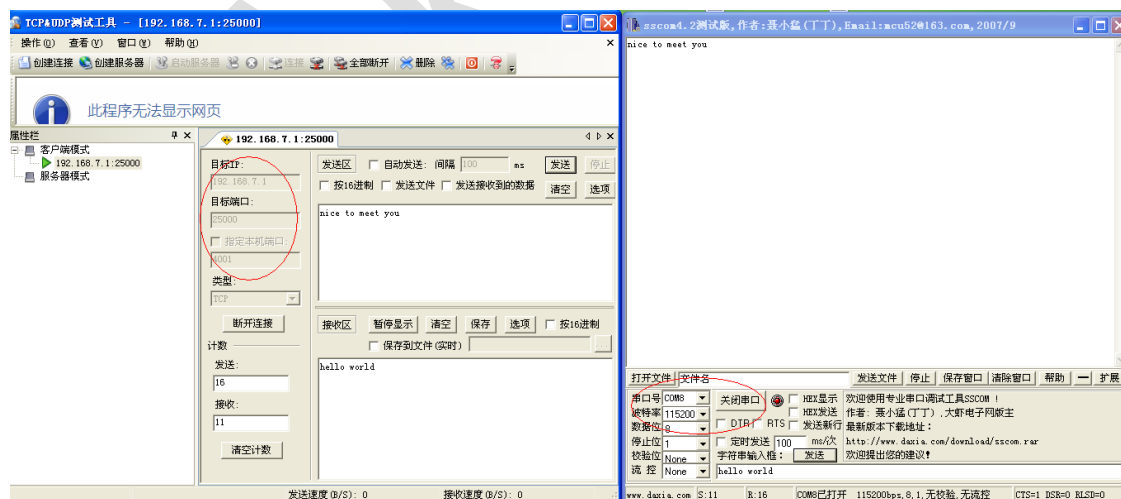 TCP&UDP测试工具 - [192.168.7.1:25000]
操作(O) 查看(V) 窗口(W) 帮助(H)
创建连接 创建服务器 启动服务器 连接 全部断开 删除
此程序无法显示网页
属性栏
客户端模式
192.168.7.1:25000
服务器模式
192.168.7.1:25000
目标IP:
192.168.7.1
目标端口:
25000
指定本机端口:
4001
类型:
TCP
断开连接
计数
发送:
16
接收:
11
清空计数
发送区 自动发送: 间隔 100 ms 发送 停止
按16进制 发送文件 发送接收到的数据 清空 选项
nice to meet you
接收区 暂停显示 清空 保存 选项 按16进制
保存到文件(实时)
hello world
发送速度(B/S): 0 接收速度(B/S): 0
sscom4.2测试版,作者:聂小猛(丁丁),Email:mcu52@163.com,2007/9
nice to meet you
打开文件 文件名 发送文件 停止 保存窗口 清除窗口 帮助 扩展
串口号 COM8 关闭串口 HEX显示 欢迎使用专业串口调试工具SSCOM !
波特率 115200 HEX发送 作者: 聂小猛(丁丁) ,大虾电子网版主
数据位 8 DTR RTS 发送新行 最新版本下载地址:
停止位 1 定时发送 100 ms/次 http://www.daxia.com/download/sscom.rar
校验位 None 字符串输入框: 发送 欢迎提出您的建议!
流 控 None hello world
www.daxia.com S:11 R:16 COM8已打开 115200bps,8,1,无校验,无流控 CTS=1 DSR=0 RLSD=0